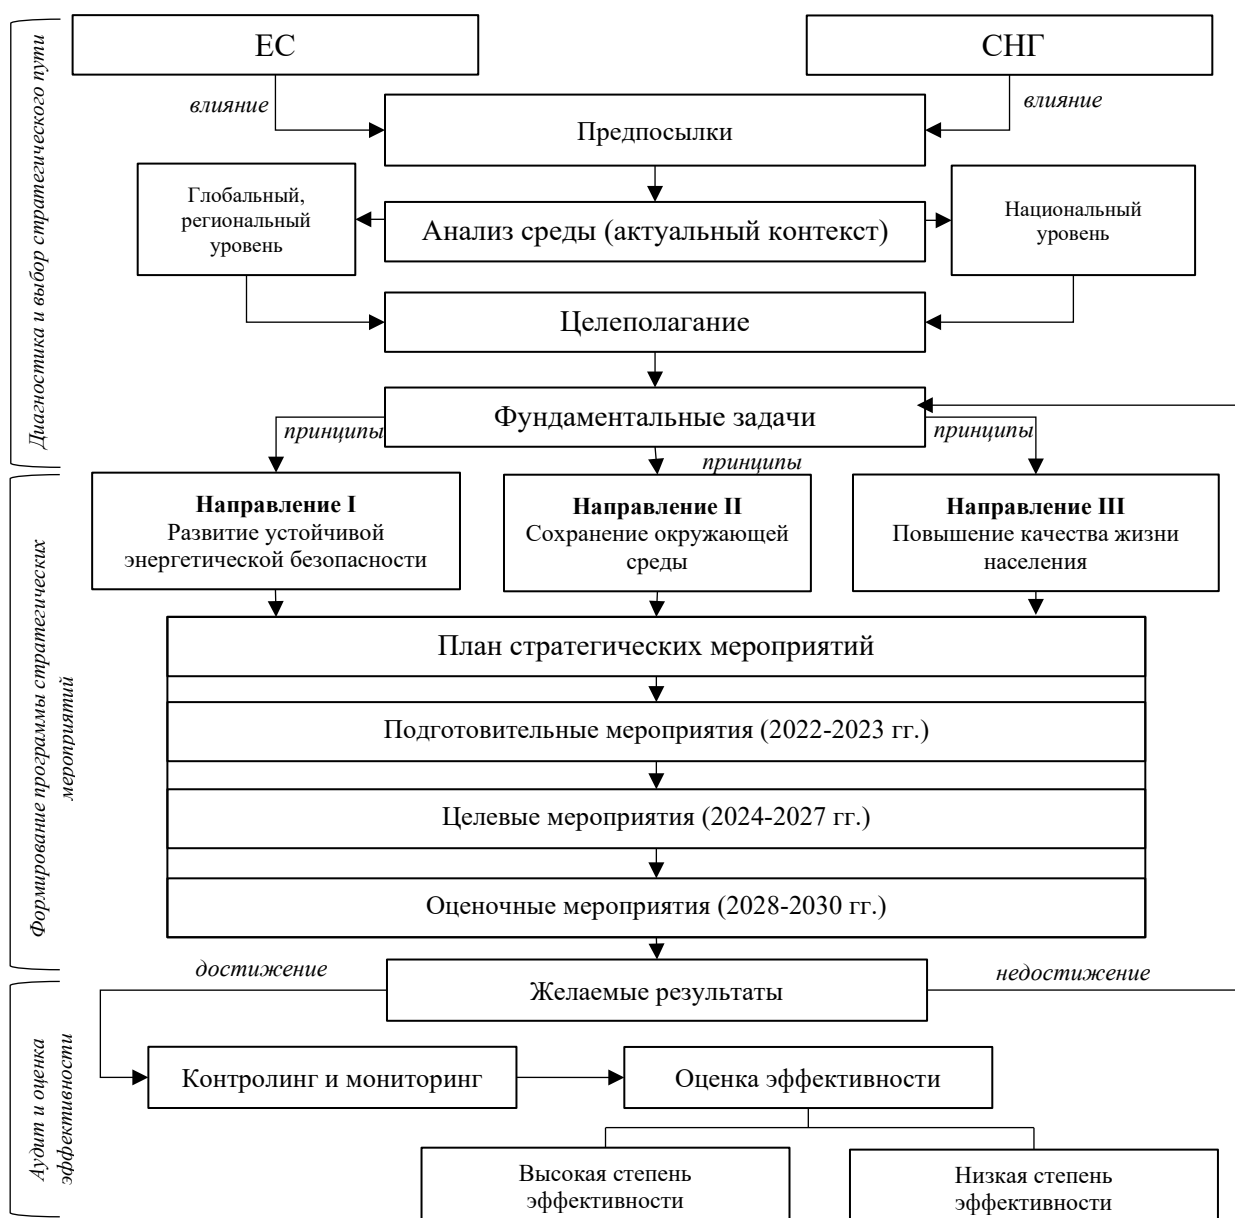 ЕС
СНГ
влияние
влияние
Предпосылки
Глобальный,
региональный
уровень
Анализ среды (актуальный контекст)
Национальный
уровень
Целеполагание
Фундаментальные задачи
принципы
принципы
принципы
Диагностика и выбор стратегического пути
Направление I
Развитие устойчивой
энергетической безопасности
Направление II
Сохранение окружающей
среды
Направление III
Повышение качества жизни
населения
План стратегических мероприятий
Подготовительные мероприятия (2022-2023 гг.)
Целевые мероприятия (2024-2027 гг.)
Оценочные мероприятия (2028-2030 гг.)
Формирование программы стратегических
мероприятий
достижение
Желаемые результаты
недостижение
Контролинг и мониторинг
Оценка эффективности
Высокая степень
эффективности
Низкая степень
эффективности
Аудит и оценка
эффективности